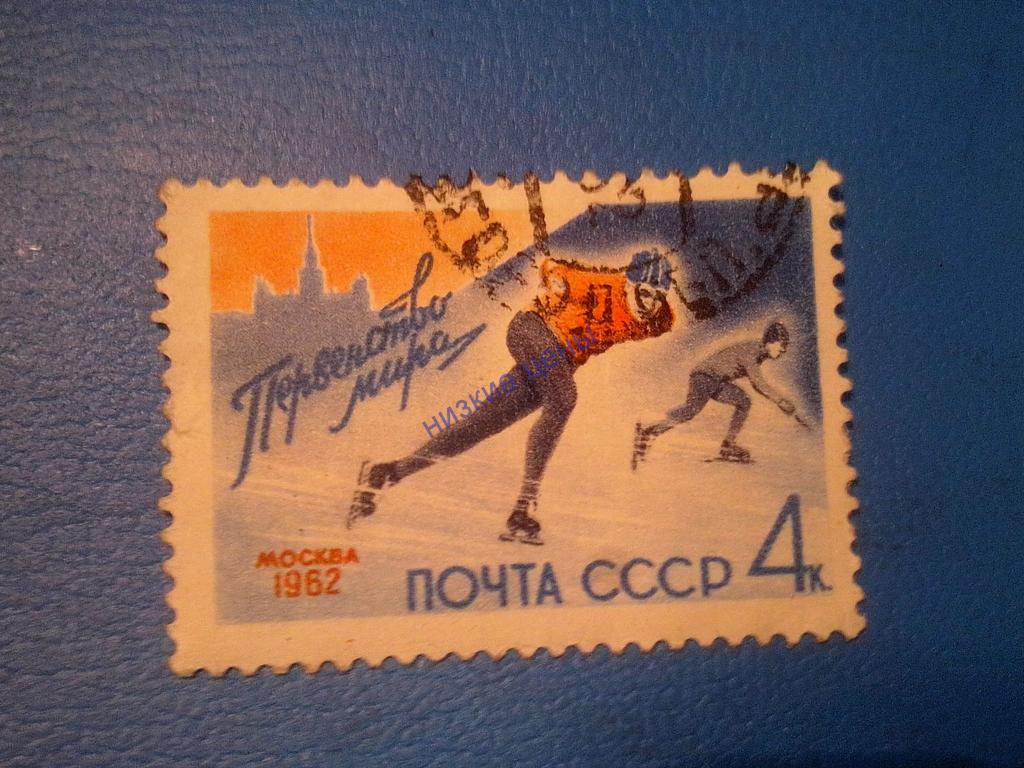 Первенство
мира
низкие цены
МОСКВА
1962
ПОЧТА СССР 4к.